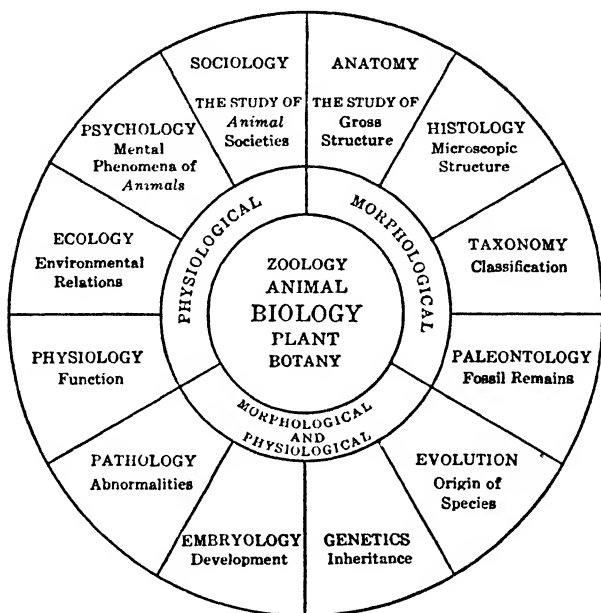 SOCIOLOGY
THE STUDY OF
Animal
Societies
ANATOMY
THE STUDY OF
Gross
Structure
HISTOLOGY
Microscopic
Structure
TAXONOMY
Classification
PALEONTOLOGY
Fossil Remains
EVOLUTION
Origin of
Species
GENETICS
Inheritance
EMBRYOLOGY
Development
PATHOLOGY
Abnormalities
PHYSIOLOGY
Function
ECOLOGY
Environmental
Relations
PSYCHOLOGY
Mental
Phenomena of
Animals
PHYSIOLOGICAL
MORPHOLOGICAL
MORPHOLOGICAL
AND
PHYSIOLOGICAL
ZOOLOGY
ANIMAL
BIOLOGY
PLANT
BOTANY